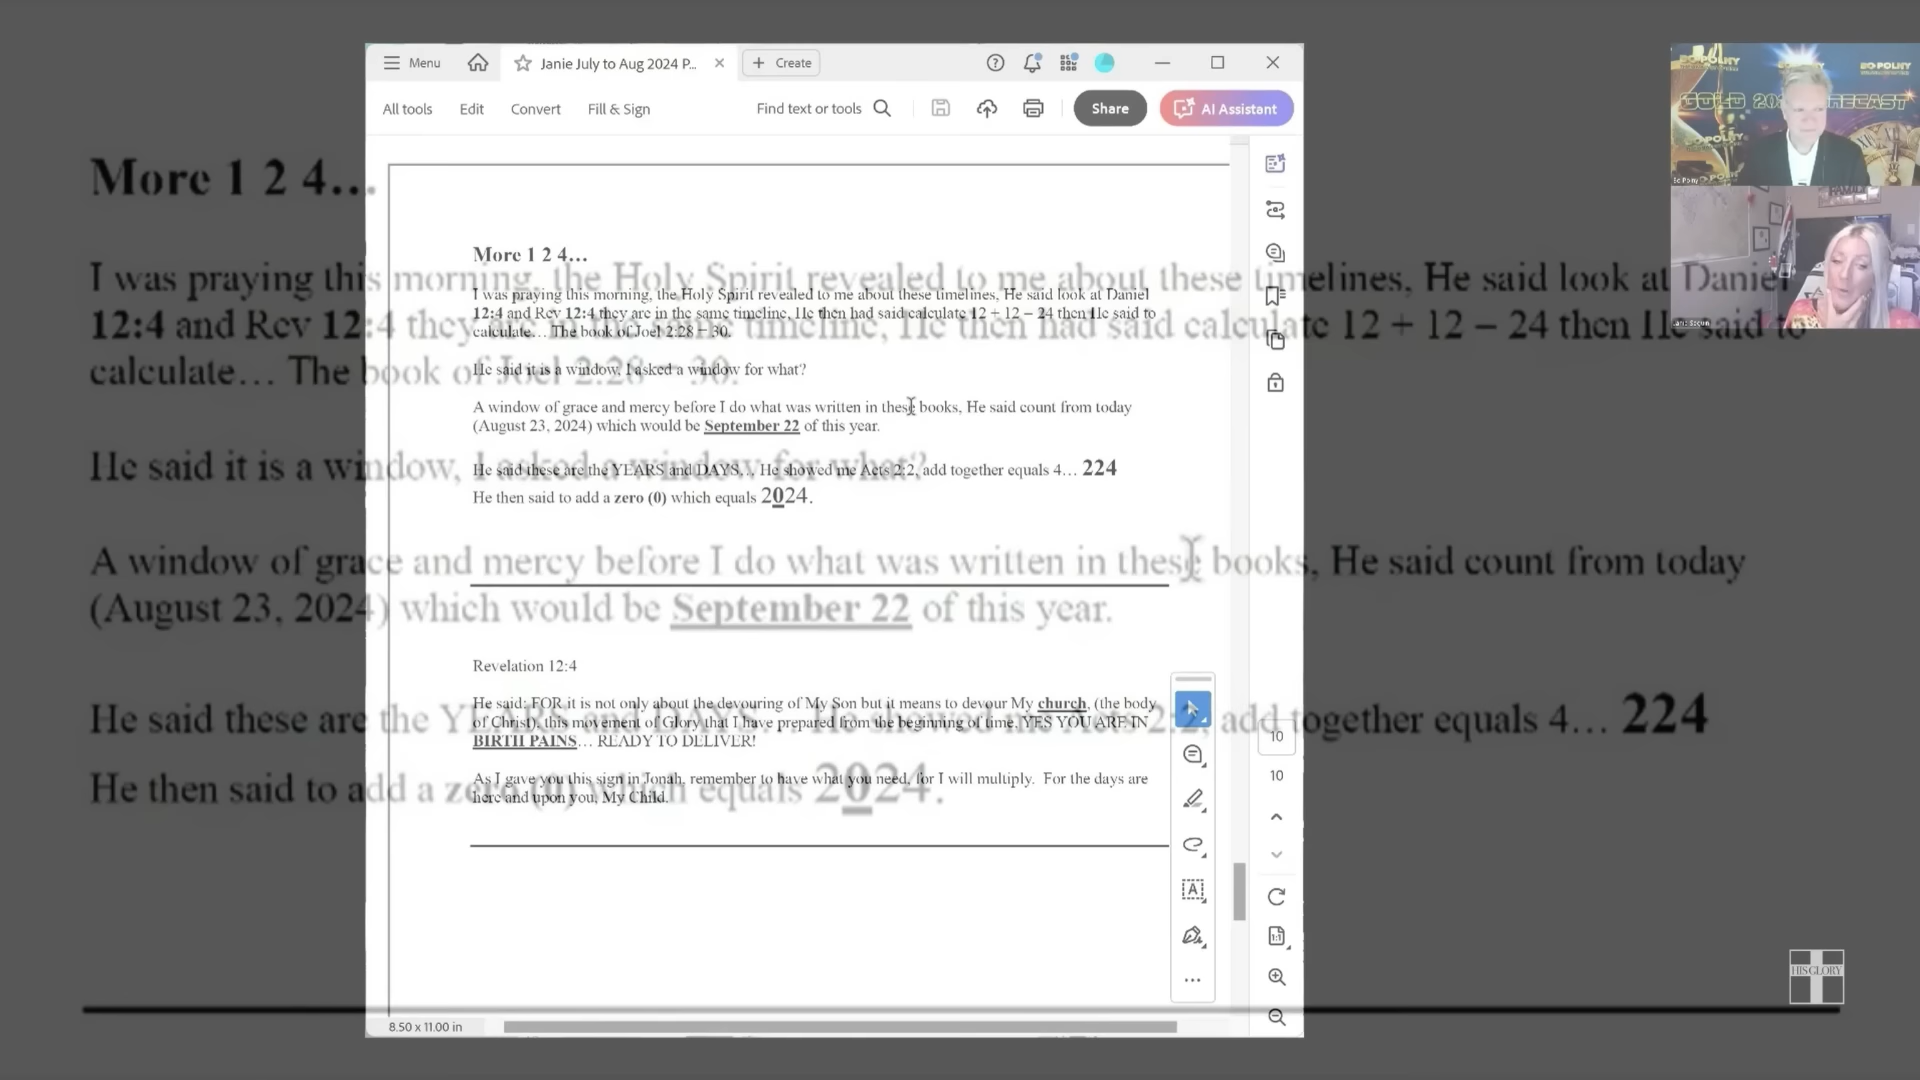 Menu
Janie July to Aug 2024 P...
Create
All tools
Edit
Convert
Fill & Sign
Find text or tools
Share
AI Assistant
More 1 2 4...
I was praying this morning, the Holy Spirit revealed to me about these timelines, He said look at Daniel
12:4 and Rev 12:4 they are in the same timeline, He then had said calculate 12 + 12 = 24 then He said to
calculate... The book of Joel 2:28 = 30.
He said it is a window, I asked a window for what?
A window of grace and mercy before I do what was written in these books, He said count from today
(August 23, 2024) which would be September 22 of this year.
He said these are the YEARS and DAYS... He showed me Acts 2:2, add together equals 4... 224
He then said to add a zero (0) which equals 2024.
Revelation 12:4
He said: FOR it is not only about the devouring of My Son but it means to devour My church, (the body
of Christ), this movement of Glory that I have prepared from the beginning of time, YES YOU ARE IN
BIRTH PAINS... READY TO DELIVER!
As I gave you this sign in Jonah, remember to have what you need, for I will multiply. For the days are
here and upon you, My Child.
10
10
8.50 x 11.00 in
More 1 2 4...
I was praying this morning, the Holy Spirit revealed to me about these timelines, He said look at Daniel
12:4 and Rev 12:4 they are in the same timeline, He then had said calculate 12 + 12 = 24 then He said to
calculate... The book of Joel 2:28 = 30.
He said it is a window, I asked a window for what?
A window of grace and mercy before I do what was written in these books, He said count from today
(August 23, 2024) which would be September 22 of this year.
He said these are the YEARS and DAYS... He showed me Acts 2:2, add together equals 4... 224
He then said to add a zero (0) which equals 2024.
BO POLNY
BO POLNY
GOLD 20 FORECAST
BO POLNY
Bo Polny
HIS GLORY